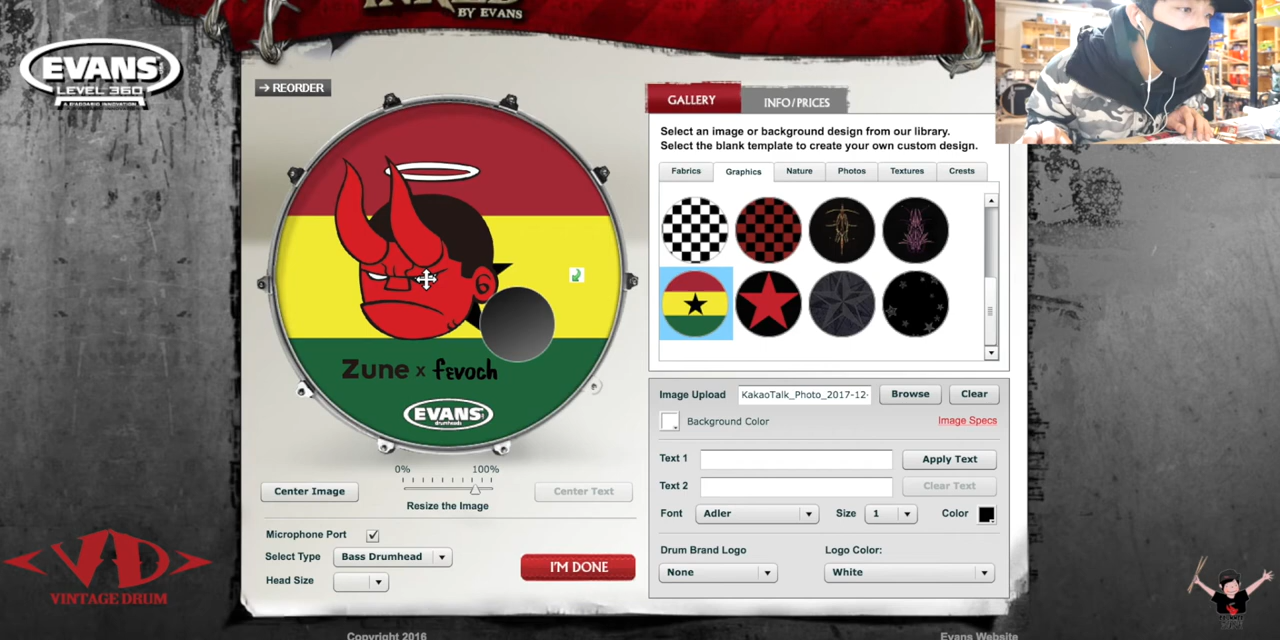 INKED
BY EVANS
EVANS
LEVEL 360
A D'ADDARIO INNOVATION
REORDER
GALLERY
INFO/PRICES
Select an image or background design from our library.
Select the blank template to create your own custom design.
Fabrics
Graphics
Nature
Photos
Textures
Crests
zune x fevoch
EVANS
drumheads
Image Upload
KakaoTalk_Photo_2017-12-
Browse
Clear
Background Color
Image Specs
Text 1
Apply Text
Text 2
Clear Text
Font
Adler
Size
1
Color
Drum Brand Logo
Logo Color:
None
White
0%
100%
Center Image
Center Text
Resize the Image
Microphone Port
Select Type
Bass Drumhead
Head Size
I'M DONE
VD
VINTAGE DRUM
Copyright 2016
Evans Website